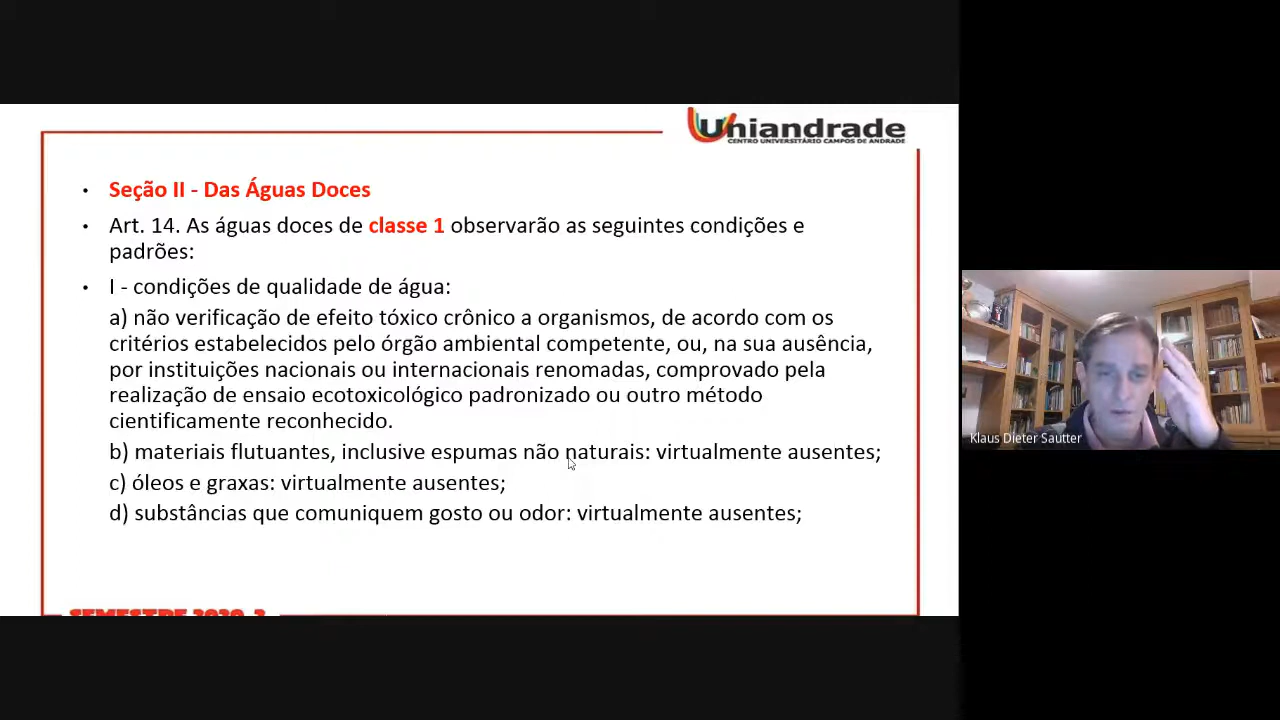 Uniandrade
CENTRO UNIVERSITÁRIO CAMPOS DE ANDRADE
• Seção II - Das Águas Doces
• Art. 14. As águas doces de classe 1 observarão as seguintes condições e
padrões:
• I - condições de qualidade de água:
a) não verificação de efeito tóxico crônico a organismos, de acordo com os
critérios estabelecidos pelo órgão ambiental competente, ou, na sua ausência,
por instituições nacionais ou internacionais renomadas, comprovado pela
realização de ensaio ecotoxicológico padronizado ou outro método
cientificamente reconhecido.
b) materiais flutuantes, inclusive espumas não naturais: virtualmente ausentes;
c) óleos e graxas: virtualmente ausentes;
d) substâncias que comuniquem gosto ou odor: virtualmente ausentes;
SEMESTRE 2020-2
Klaus Dieter Sautter